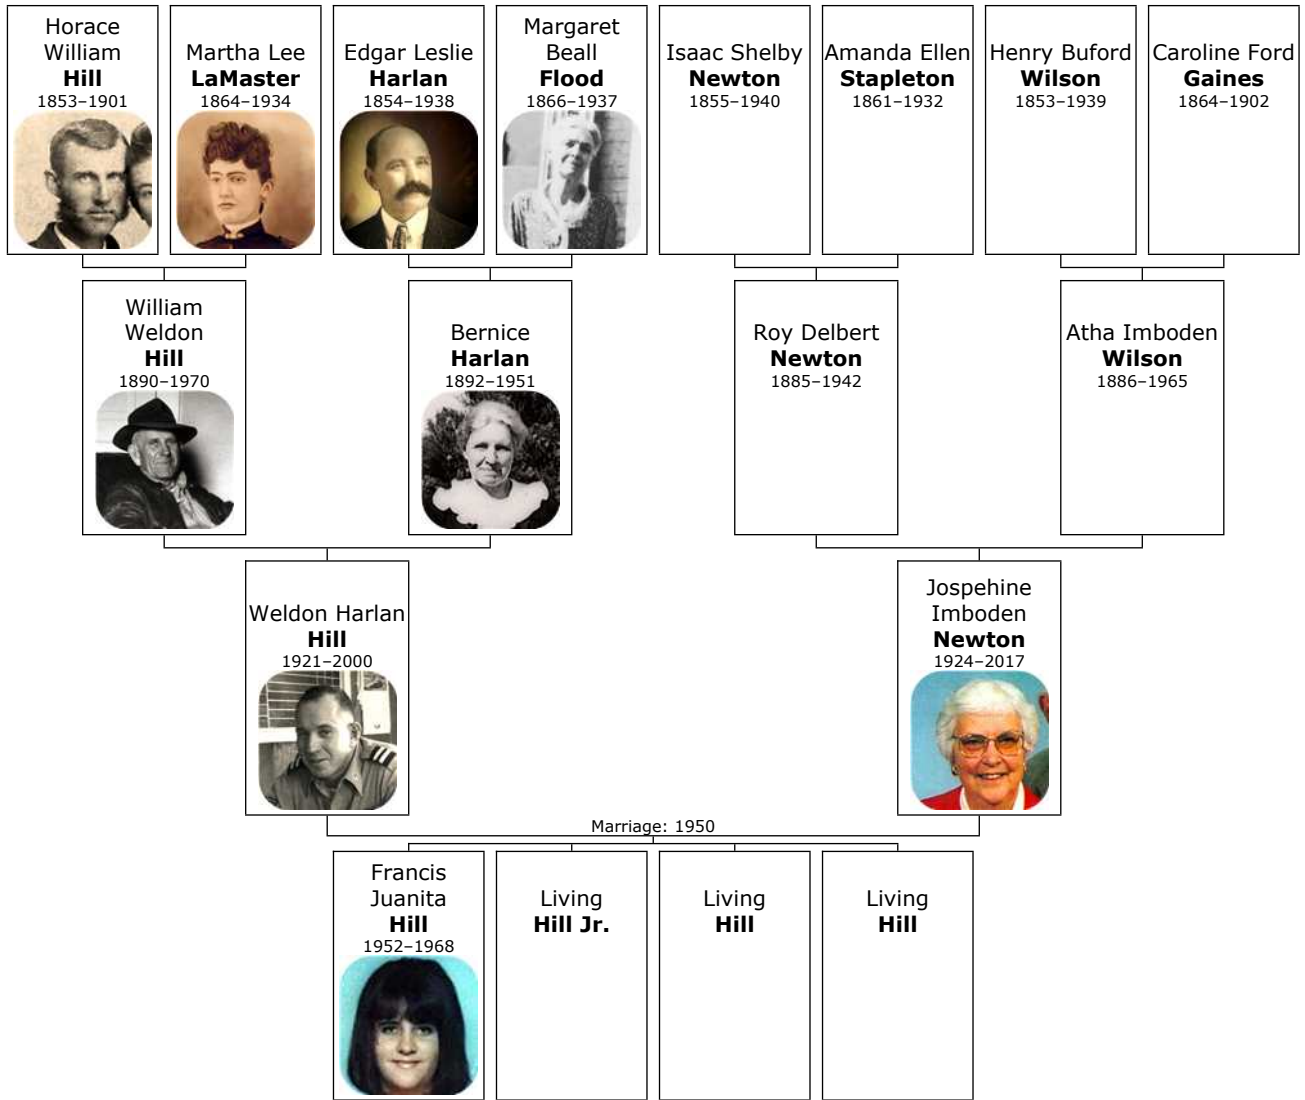 Horace
William
Hill
1853–1901
Martha Lee
LaMaster
1864–1934
Edgar Leslie
Harlan
1854–1938
Margaret
Beall
Flood
1866–1937
Isaac Shelby
Newton
1855–1940
Amanda Ellen
Stapleton
1861–1932
Henry Buford
Wilson
1853–1939
Caroline Ford
Gaines
1864–1902
William
Weldon
Hill
1890–1970
Bernice
Harlan
1892–1951
Roy Delbert
Newton
1885–1942
Atha Imboden
Wilson
1886–1965
Weldon Harlan
Hill
1921–2000
Jospehine
Imboden
Newton
1924–2017
Marriage: 1950
Francis
Juanita
Hill
1952–1968
Living
Hill Jr.
Living
Hill
Living
Hill